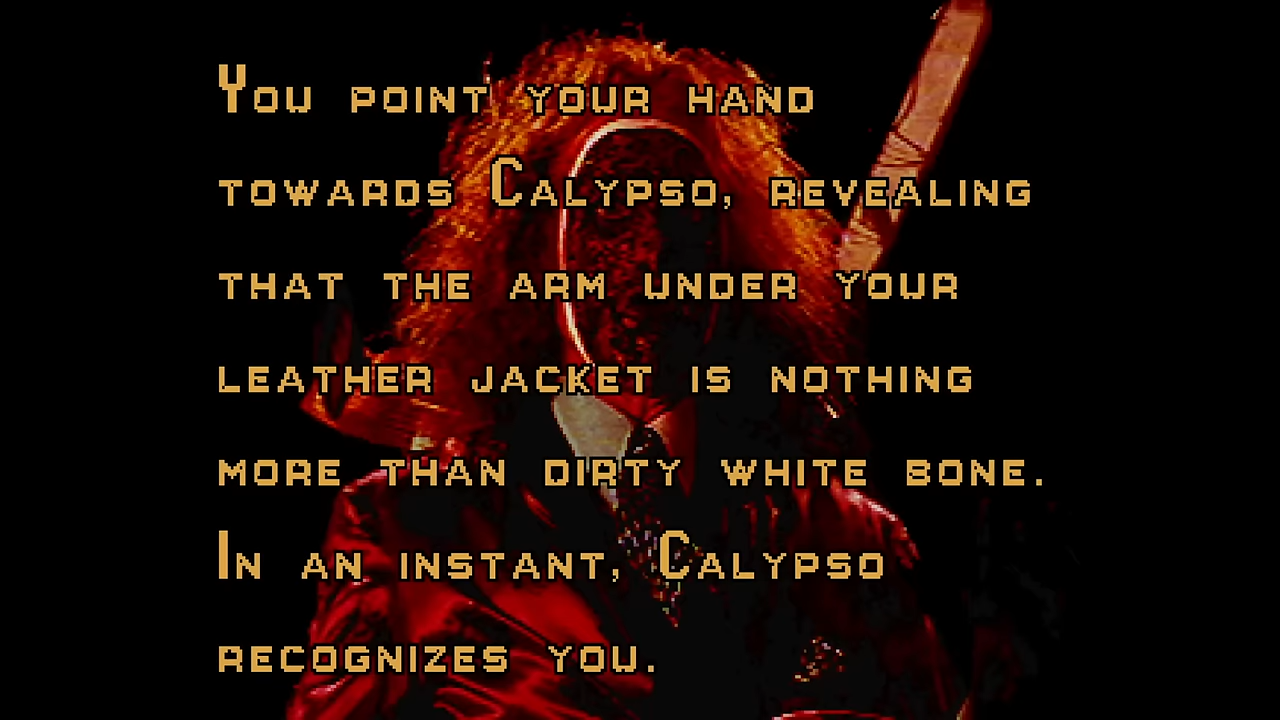 You point your hand
towards Calypso, revealing
that the arm under your
leather jacket is nothing
more than dirty white bone.
In an instant, Calypso
recognizes you.